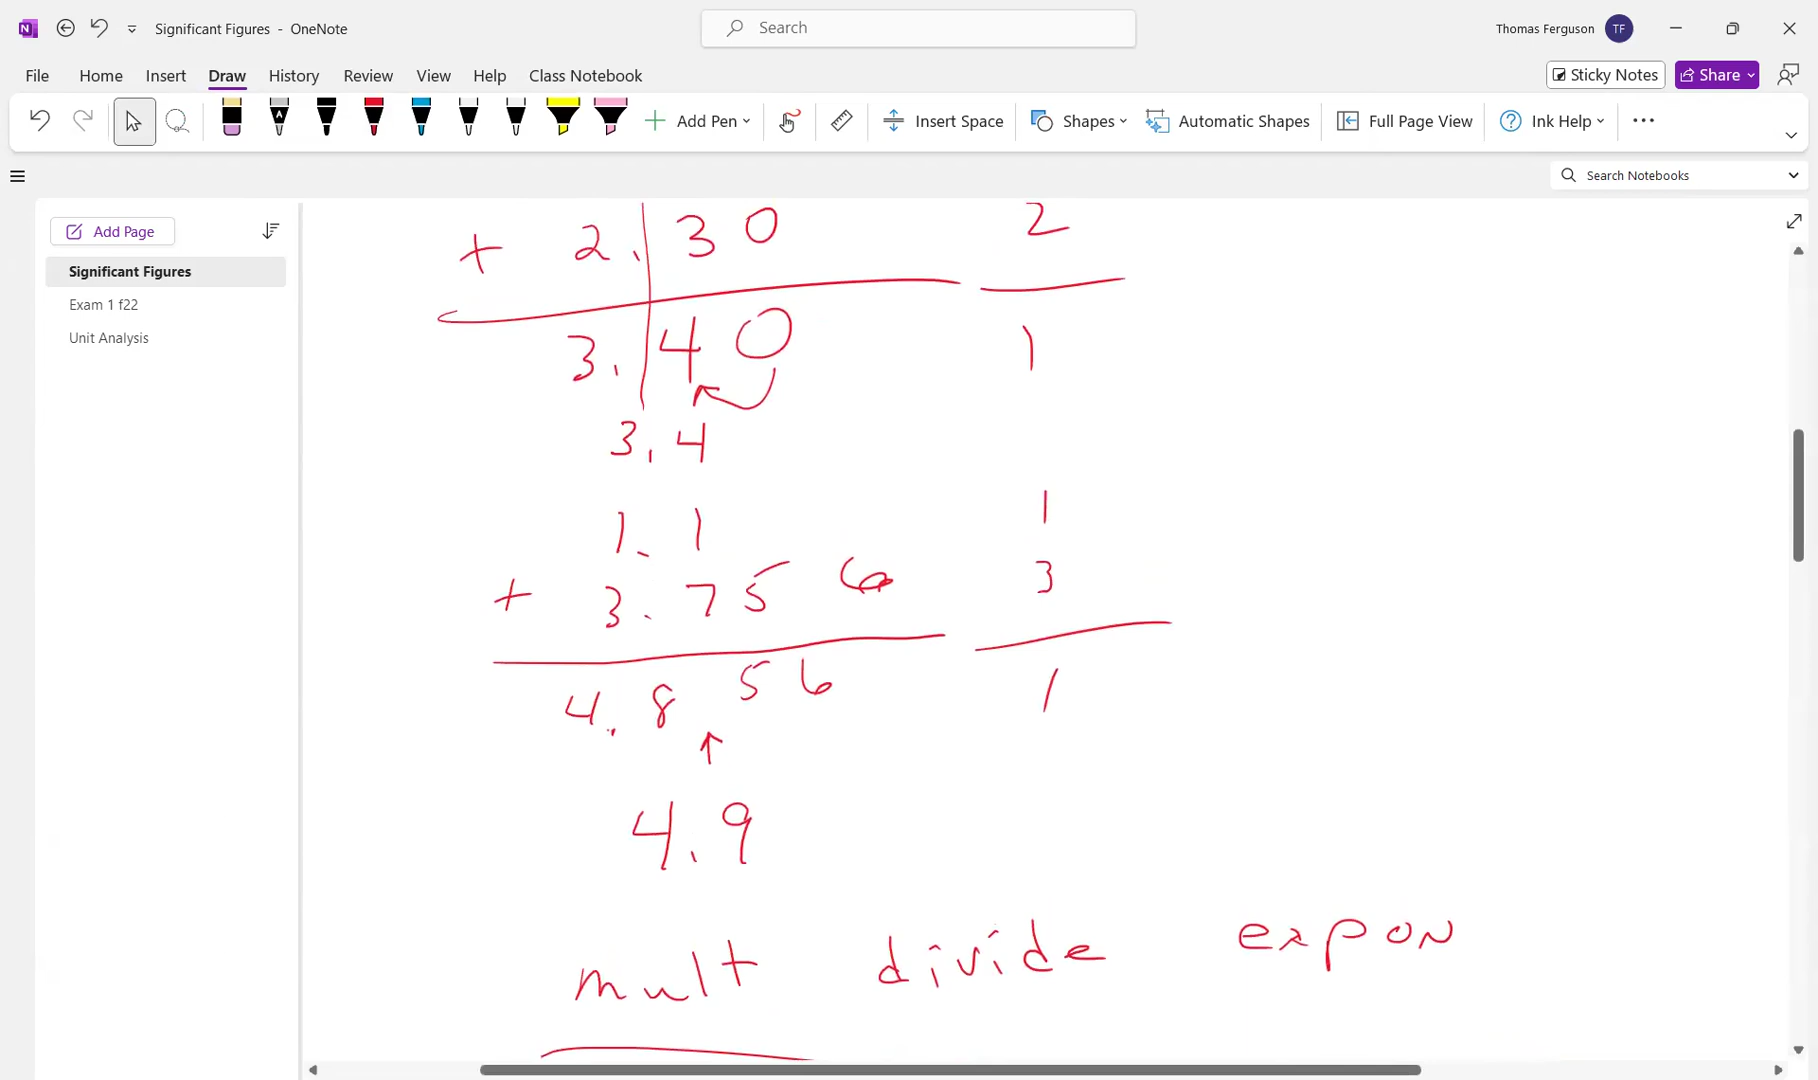 Significant Figures - OneNote
Search
Thomas Ferguson TF
File Home Insert Draw History Review View Help Class Notebook
Sticky Notes Share
A
Add Pen Insert Space Shapes Automatic Shapes Full Page View Ink Help
Search Notebooks
Add Page
Significant Figures
Exam 1 f22
Unit Analysis
+ 2.30 2
3.40 1
3.4
1.1 1
+ 3.756 3
4.856 1
4.9
mult divide expon